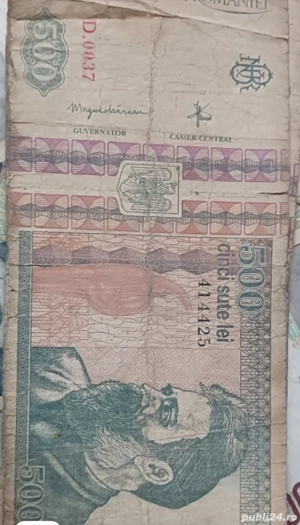 ROMANIEI
500
D.0037
GUVERNATOR
CASIER CENTRAL
500
cinci sute lei
414425
500
publi24.ro